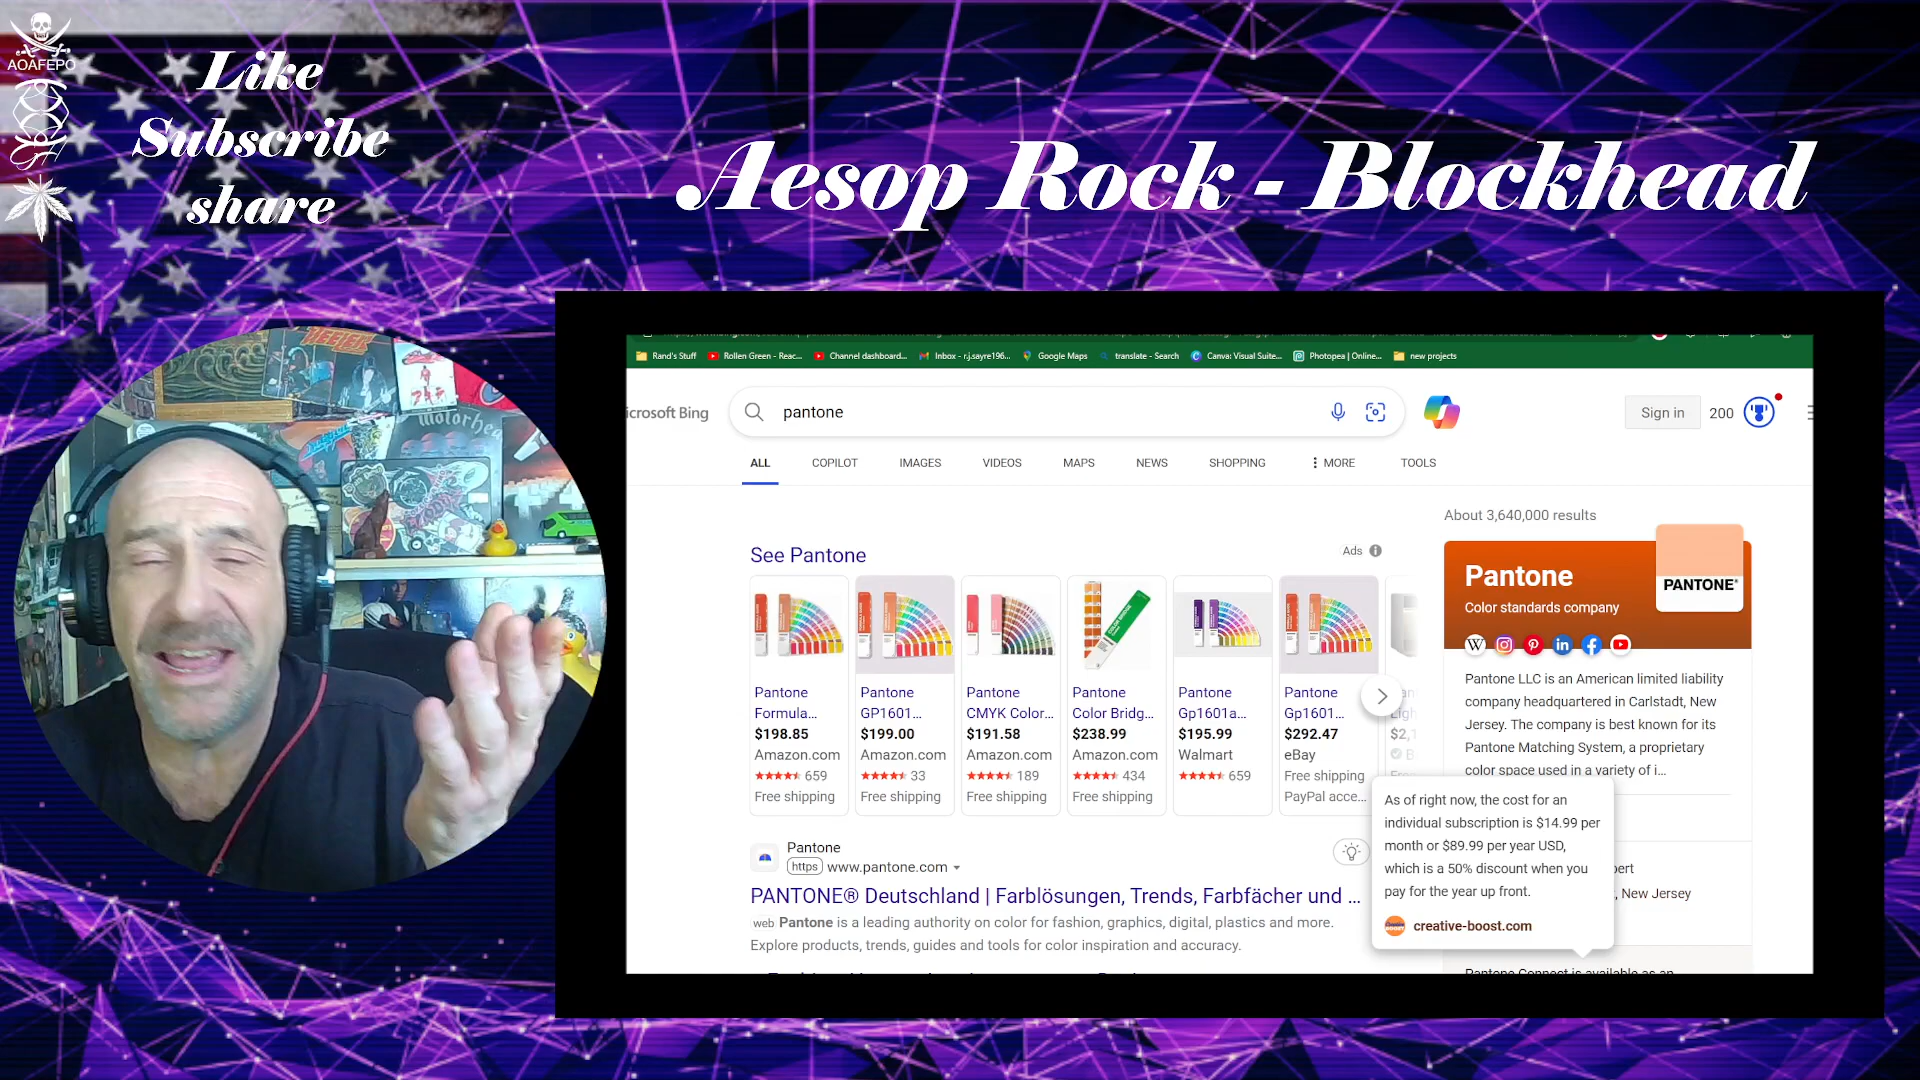 AOAFEPO
Like
Subscribe
share
Aesop Rock - Blockhead
Rand's Stuff
Rollen Green - Reac...
Channel dashboard...
Inbox - r.j.sayre196...
Google Maps
translate - Search
Canva: Visual Suite...
Photopea | Online...
new projects
icrosoft Bing
pantone
Sign in
200
ALL
COPILOT
IMAGES
VIDEOS
MAPS
NEWS
SHOPPING
MORE
TOOLS
About 3,640,000 results
See Pantone
Ads
Pantone
Formula...
$198.85
Amazon.com
659
Free shipping
Pantone
GP1601...
$199.00
Amazon.com
33
Free shipping
Pantone
CMYK Color...
$191.58
Amazon.com
189
Free shipping
Pantone
Color Bridg...
$238.99
Amazon.com
434
Free shipping
Pantone
Gp1601a...
$195.99
Walmart
659
Pantone
Gp1601...
$292.47
eBay
Free shipping
PayPal acce...
Pantone
Color standards company
PANTONE
Pantone LLC is an American limited liability
company headquartered in Carlstadt, New
Jersey. The company is best known for its
Pantone Matching System, a proprietary
color space used in a variety of i...
As of right now, the cost for an
individual subscription is $14.99 per
month or $89.99 per year USD,
which is a 50% discount when you
pay for the year up front.
creative-boost.com
, New Jersey
Pantone Connect is available as an
Pantone
https www.pantone.com
PANTONE® Deutschland | Farblösungen, Trends, Farbfächer und ...
web Pantone is a leading authority on color for fashion, graphics, digital, plastics and more.
Explore products, trends, guides and tools for color inspiration and accuracy.
Motörhea